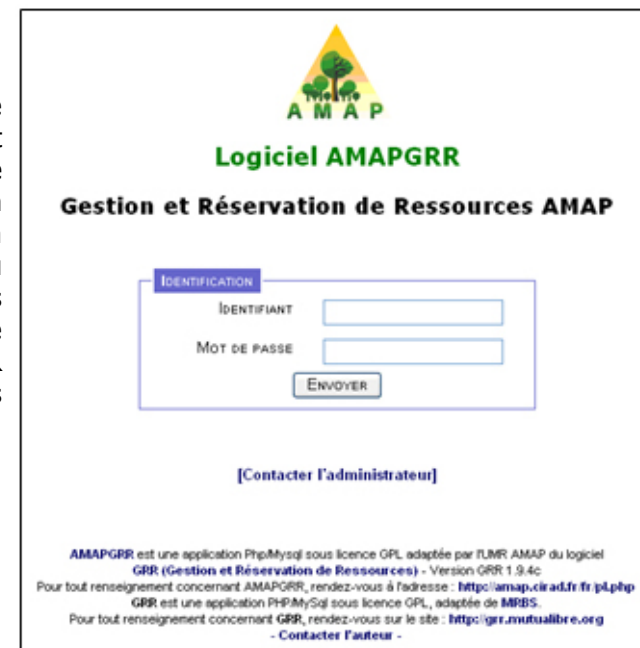 AMAP
Logiciel AMAPGRR
Gestion et Réservation de Ressources AMAP
IDENTIFICATION
IDENTIFIANT
MOT DE PASSE
ENVOYER
[Contacter l'administrateur]
AMAPGRR est une application Php/Mysql sous licence GPL adaptée par l'UMR AMAP du logiciel
GRR (Gestion et Réservation de Ressources) - Version GRR 1.9.4c
Pour tout renseignement concernant AMAPGRR, rendez-vous à l'adresse : http://amap.cirad.fr/fr/pl.php
GRR est une application PHP/MySql sous licence GPL, adaptée de MRBS.
Pour tout renseignement concernant GRR, rendez-vous sur le site : http://grr.mutualibre.org
- Contacter l'auteur -